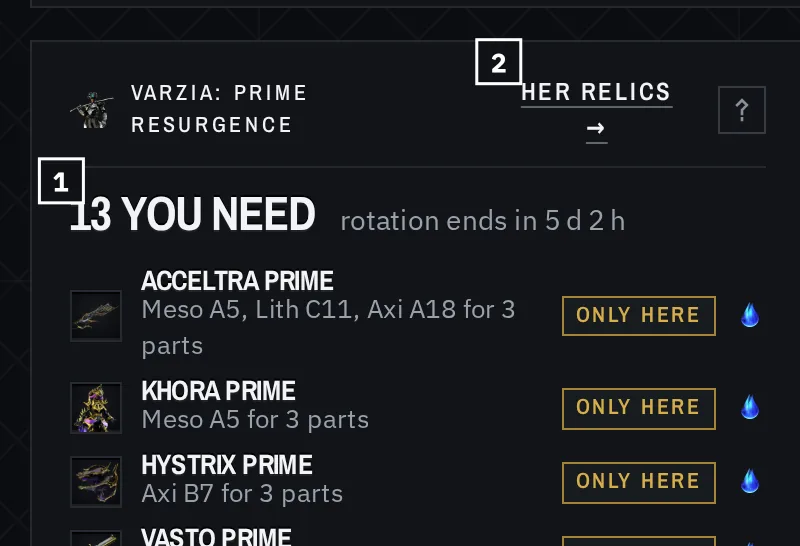 2
VARZIA: PRIME
RESURGENCE
HER RELICS
→
?
1
13 YOU NEED rotation ends in 5 d 2 h
ACCELTRA PRIME
Meso A5, Lith C11, Axi A18 for 3
parts
ONLY HERE
KHORA PRIME
Meso A5 for 3 parts
ONLY HERE
HYSTRIX PRIME
Axi B7 for 3 parts
ONLY HERE
VASTO PRIME